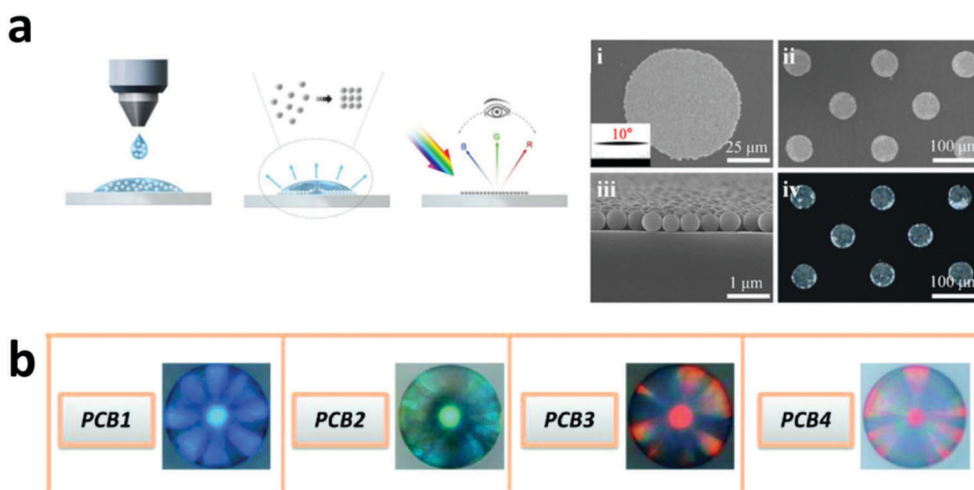 a
B
G
R
i
10°
25 μm
ii
100 μm
iii
1 μm
iv
100 μm
b
PCB1
PCB2
PCB3
PCB4